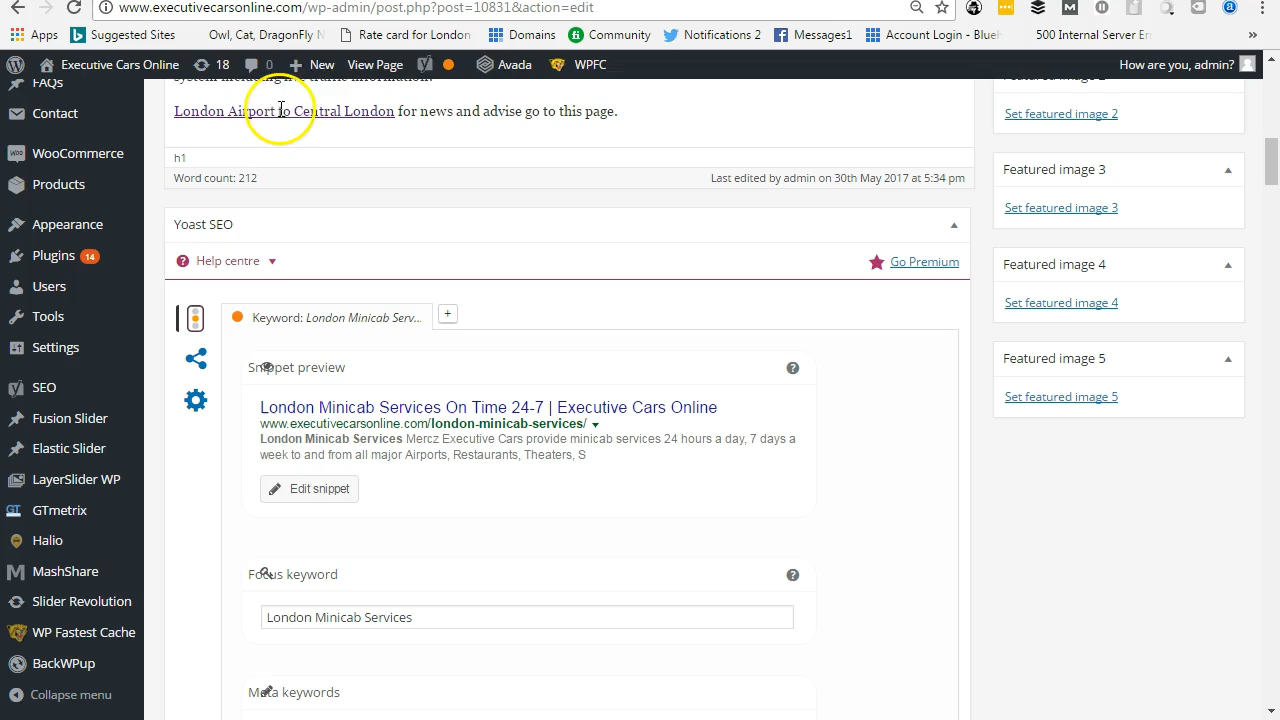 www.executivecarsonline.com/wp-admin/post.php?post=10831&action=edit
Apps Suggested Sites Owl, Cat, DragonFly N Rate card for London Domains Community Notifications 2 Messages1 Account Login - Blueh 500 Internal Server Err
Executive Cars Online 18 0 New View Page Avada WPFC How are you, admin?
FAQs
Contact
WooCommerce
Products
Appearance
Plugins 14
Users
Tools
Settings
SEO
Fusion Slider
Elastic Slider
LayerSlider WP
GTmetrix
Halio
MashShare
Slider Revolution
WP Fastest Cache
BackWPup
Collapse menu
system including live traffic information.
London Airport to Central London for news and advise go to this page.
h1
Word count: 212 Last edited by admin on 30th May 2017 at 5:34 pm
Yoast SEO
Help centre Go Premium
Keyword: London Minicab Serv... +
Snippet preview
London Minicab Services On Time 24-7 | Executive Cars Online
www.executivecarsonline.com/london-minicab-services/
London Minicab Services Mercz Executive Cars provide minicab services 24 hours a day, 7 days a
week to and from all major Airports, Restaurants, Theaters, S
Edit snippet
Focus keyword
London Minicab Services
Meta keywords
Set featured image 2
Featured image 3
Set featured image 3
Featured image 4
Set featured image 4
Featured image 5
Set featured image 5